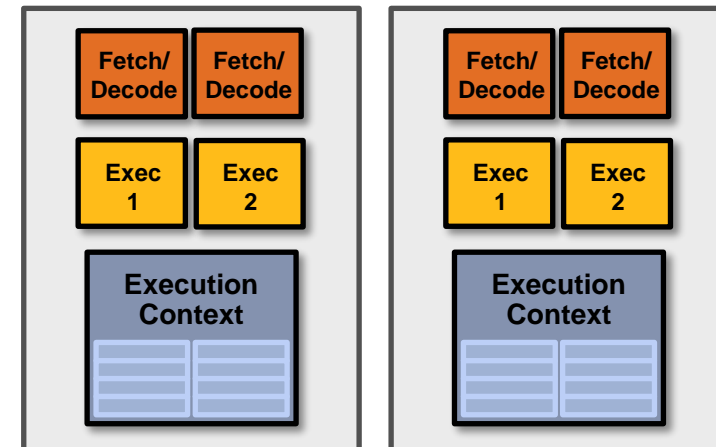 Fetch/
Decode
Fetch/
Decode
Exec
1
Exec
2
Execution
Context
Fetch/
Decode
Fetch/
Decode
Exec
1
Exec
2
Execution
Context